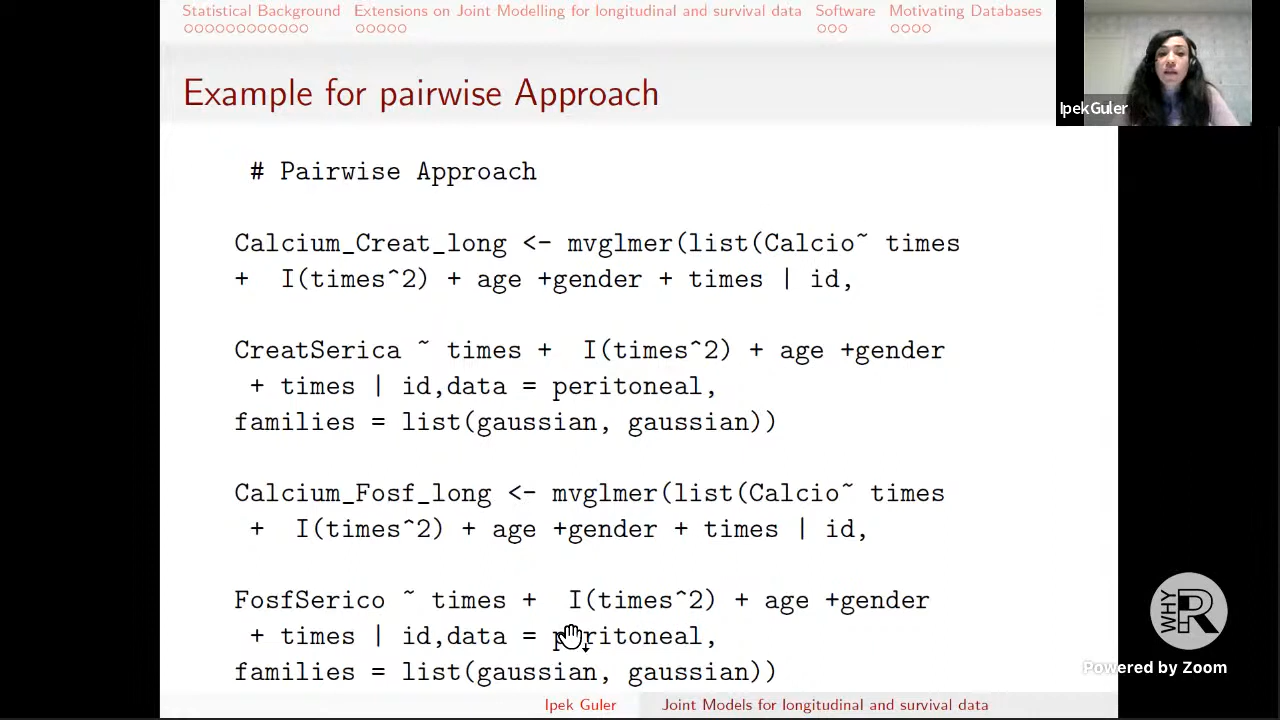 Statistical Background Extensions on Joint Modelling for longitudinal and survival data Software Motivating Databases
Example for pairwise Approach
IpekGuler
# Pairwise Approach
Calcium_Creat_long <- mvglmer(list(Calcio~ times
+ I(times^2) + age +gender + times | id,
CreatSerica ~ times + I(times^2) + age +gender
+ times | id,data = peritoneal,
families = list(gaussian, gaussian))
Calcium_Fosf_long <- mvglmer(list(Calcio~ times
+ I(times^2) + age +gender + times | id,
FosfSerico ~ times + I(times^2) + age +gender
+ times | id,data = peritoneal,
families = list(gaussian, gaussian))
WHY R
Powered by Zoom
Ipek Guler Joint Models for longitudinal and survival data